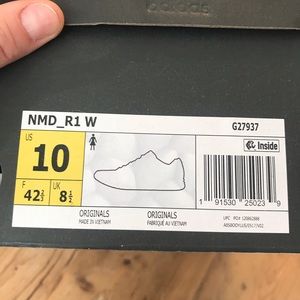 adidas
NMD_R1 W
G27937
US
10
Inside
F
42⅔
UK
8½
ORIGINALS
MADE IN VIETNAM
ORIGINALS
FABRIQUÉ AU VIETNAM
1 91530 25023 9